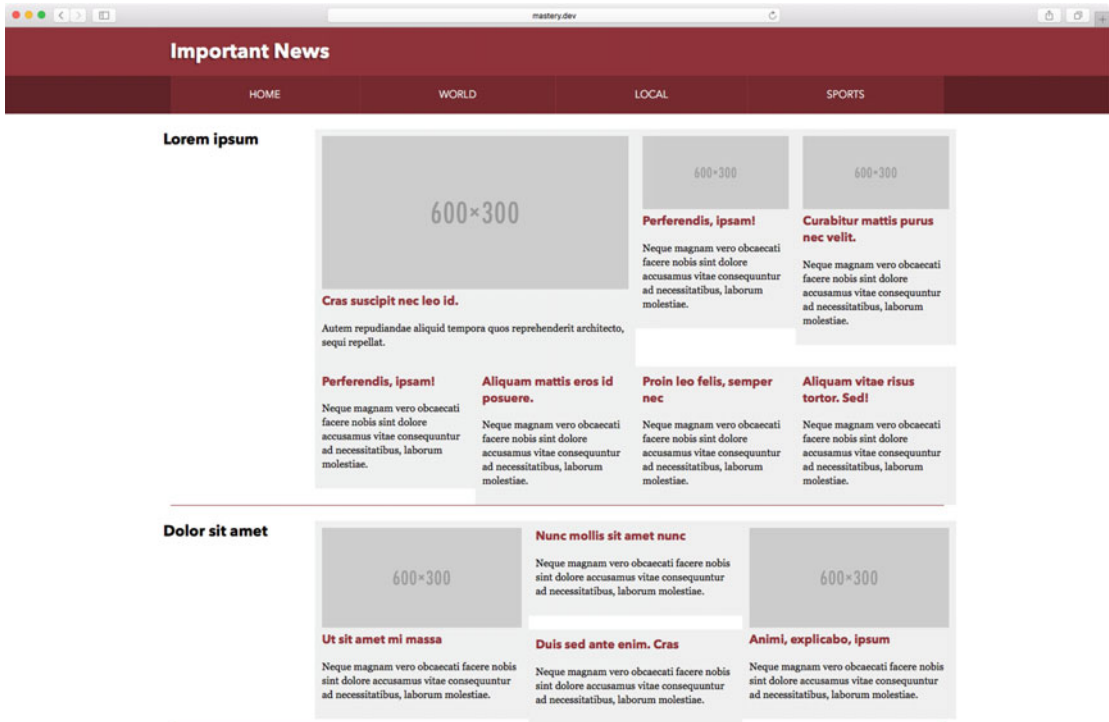 mastery.dev
Important News
HOME
WORLD
LOCAL
SPORTS
Lorem ipsum
600×300
Cras suscipit nec leo id.
Autem repudiandae aliquid tempora quos reprehenderit architecto,
sequi repellat.
600×300
Perferendis, ipsam!
Neque magnam vero obcaecati
facere nobis sint dolore
accusamus vitae consequuntur
ad necessitatibus, laborum
molestiae.
600×300
Curabitur mattis purus
nec velit.
Neque magnam vero obcaecati
facere nobis sint dolore
accusamus vitae consequuntur
ad necessitatibus, laborum
molestiae.
Perferendis, ipsam!
Neque magnam vero obcaecati
facere nobis sint dolore
accusamus vitae consequuntur
ad necessitatibus, laborum
molestiae.
Aliquam mattis eros id
posuere.
Neque magnam vero obcaecati
facere nobis sint dolore
accusamus vitae consequuntur
ad necessitatibus, laborum
molestiae.
Proin leo felis, semper
nec
Neque magnam vero obcaecati
facere nobis sint dolore
accusamus vitae consequuntur
ad necessitatibus, laborum
molestiae.
Aliquam vitae risus
tortor. Sed!
Neque magnam vero obcaecati
facere nobis sint dolore
accusamus vitae consequuntur
ad necessitatibus, laborum
molestiae.
Dolor sit amet
600×300
Ut sit amet mi massa
Neque magnam vero obcaecati facere nobis
sint dolore accusamus vitae consequuntur
ad necessitatibus, laborum molestiae.
Nunc mollis sit amet nunc
Neque magnam vero obcaecati facere nobis
sint dolore accusamus vitae consequuntur
ad necessitatibus, laborum molestiae.
Duis sed ante enim. Cras
Neque magnam vero obcaecati facere nobis
sint dolore accusamus vitae consequuntur
ad necessitatibus, laborum molestiae.
600×300
Animi, explicabo, ipsum
Neque magnam vero obcaecati facere nobis
sint dolore accusamus vitae consequuntur
ad necessitatibus, laborum molestiae.